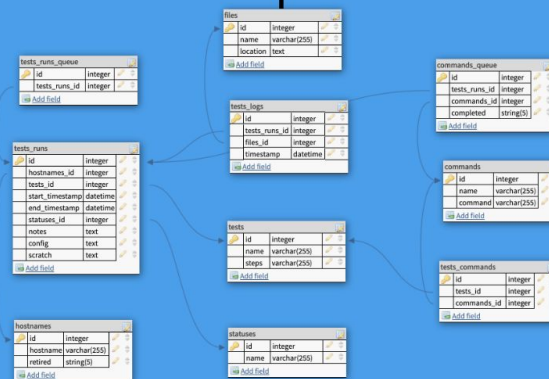 files
id integer
name varchar(255)
location text
Add field
tests_runs_queue
id integer
tests_runs_id integer
Add field
commands_queue
id integer
tests_runs_id integer
commands_id integer
completed string(5)
Add field
tests_logs
id integer
tests_runs_id integer
files_id integer
timestamp datetime
Add field
tests_runs
id integer
hostnames_id integer
tests_id integer
start_timestamp datetime
end_timestamp datetime
statuses_id integer
notes text
config text
scratch text
Add field
commands
id integer
name varchar(255)
command varchar(255)
Add field
tests
id integer
name varchar(255)
steps varchar(255)
Add field
tests_commands
id integer
tests_id integer
commands_id integer
Add field
hostnames
id integer
hostname varchar(255)
retired string(5)
Add field
statuses
id integer
name varchar(255)
Add field